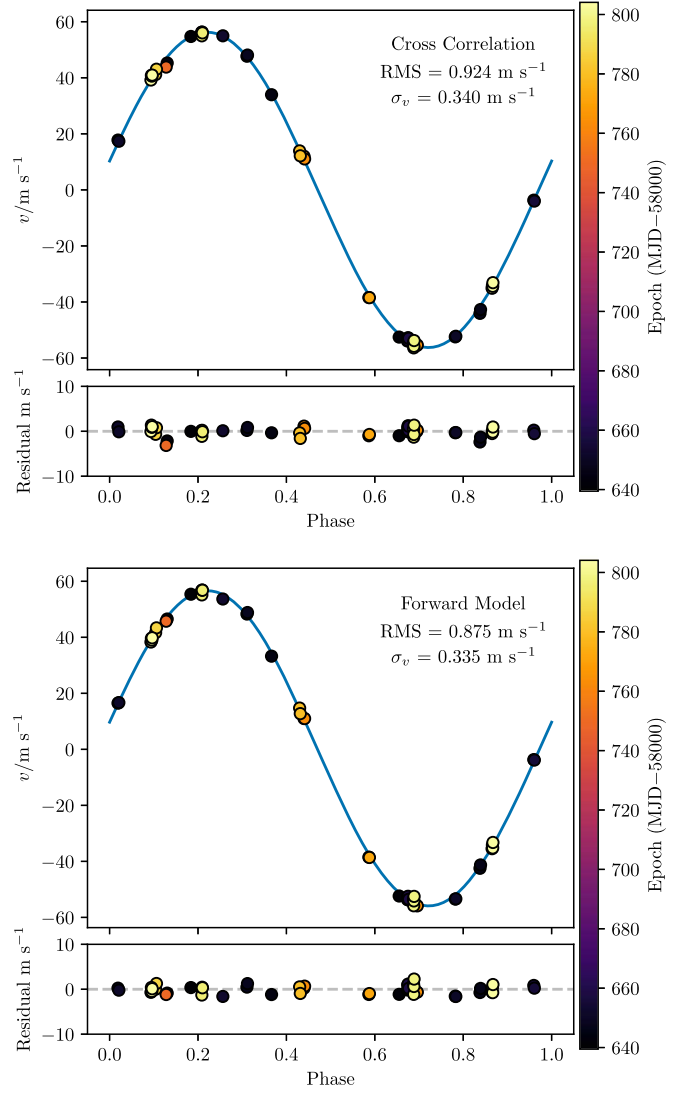 60
40
20
0
−20
−40
−60
v/m s⁻¹
Cross Correlation
RMS = 0.924 m s⁻¹
σᵥ = 0.340 m s⁻¹
10
0
−10
Residual m s⁻¹
0.0 0.2 0.4 0.6 0.8 1.0
Phase
800
780
760
740
720
700
680
660
640
Epoch (MJD−58000)
60
40
20
0
−20
−40
−60
v/m s⁻¹
Forward Model
RMS = 0.875 m s⁻¹
σᵥ = 0.335 m s⁻¹
10
0
−10
Residual m s⁻¹
0.0 0.2 0.4 0.6 0.8 1.0
Phase
800
780
760
740
720
700
680
660
640
Epoch (MJD−58000)